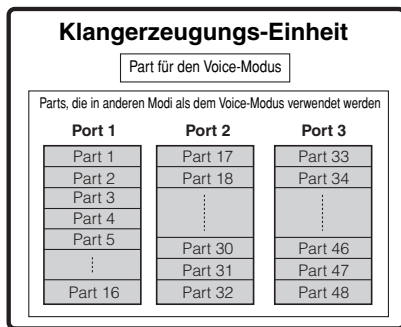 Klangerzeugungs-Einheit
Part für den Voice-Modus
Parts, die in anderen Modi als dem Voice-Modus verwendet werden
Port 1
Part 1
Part 2
Part 3
Part 4
Part 5
Part 16
Port 2
Part 17
Part 18
Part 30
Part 31
Part 32
Port 3
Part 33
Part 34
Part 46
Part 47
Part 48